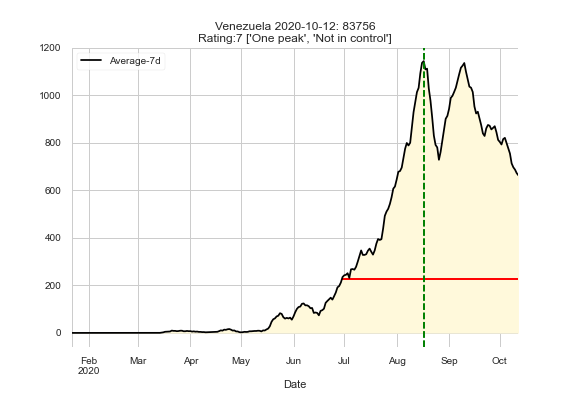 Venezuela 2020-10-12: 83756
Rating:7 ['One peak', 'Not in control']
1200
Average-7d
1000
800
600
400
200
0
Feb Mar Apr May Jun Jul Aug Sep Oct
2020
Date